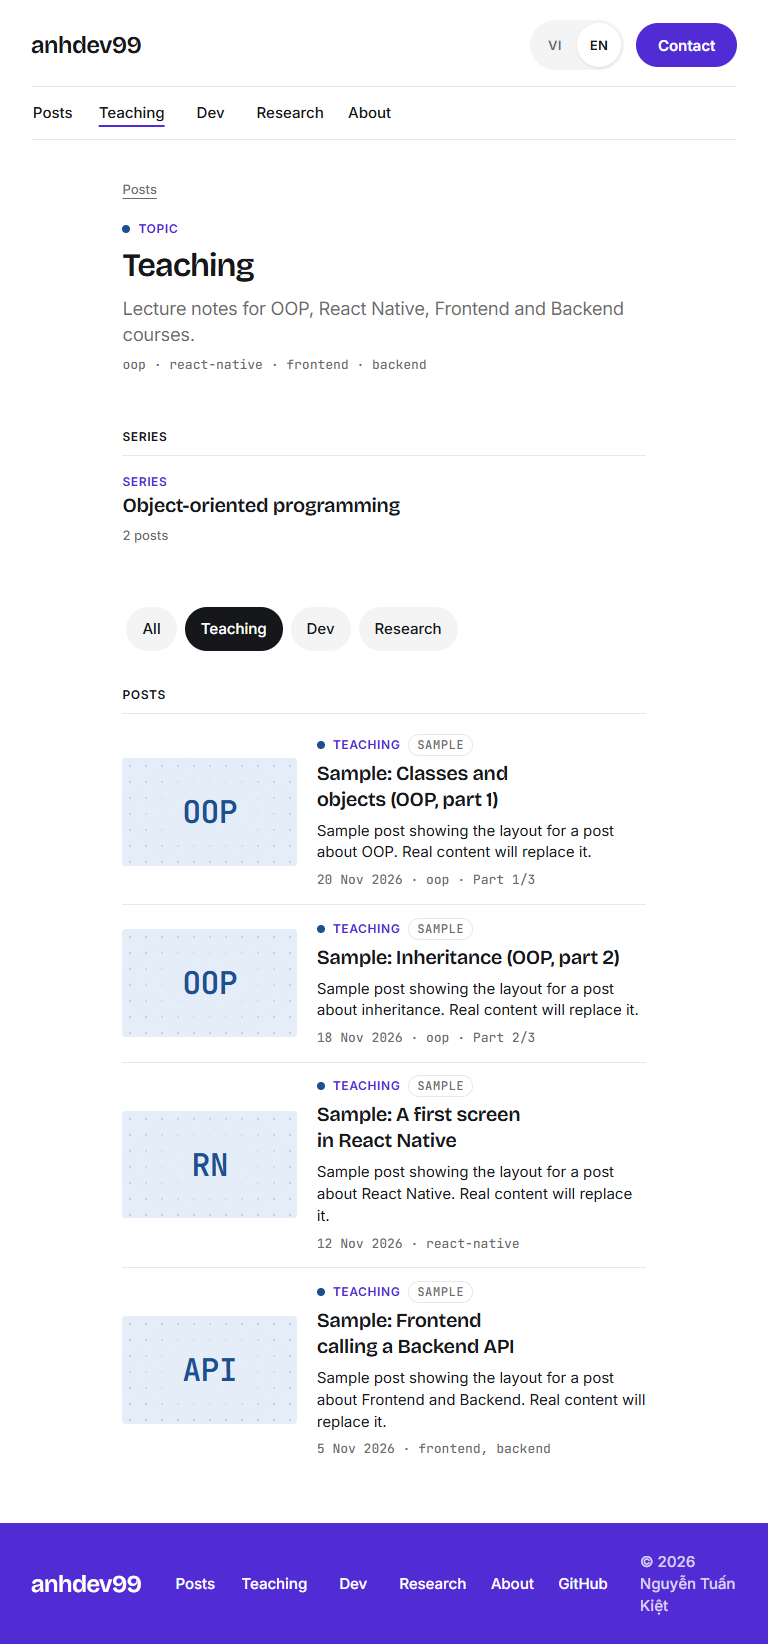 anhdev99
VI
EN
Contact
Posts
Teaching
Dev
Research
About
Posts
TOPIC
Teaching
Lecture notes for OOP, React Native, Frontend and Backend
courses.
oop · react-native · frontend · backend
SERIES
SERIES
Object-oriented programming
2 posts
All
Teaching
Dev
Research
POSTS
OOP
TEACHING
SAMPLE
Sample: Classes and
objects (OOP, part 1)
Sample post showing the layout for a post
about OOP. Real content will replace it.
20 Nov 2026 · oop · Part 1/3
OOP
TEACHING
SAMPLE
Sample: Inheritance (OOP, part 2)
Sample post showing the layout for a post
about inheritance. Real content will replace it.
18 Nov 2026 · oop · Part 2/3
RN
TEACHING
SAMPLE
Sample: A first screen
in React Native
Sample post showing the layout for a post
about React Native. Real content will replace
it.
12 Nov 2026 · react-native
API
TEACHING
SAMPLE
Sample: Frontend
calling a Backend API
Sample post showing the layout for a post
about Frontend and Backend. Real content will
replace it.
5 Nov 2026 · frontend, backend
anhdev99
Posts
Teaching
Dev
Research
About
GitHub
© 2026
Nguyễn Tuấn
Kiệt